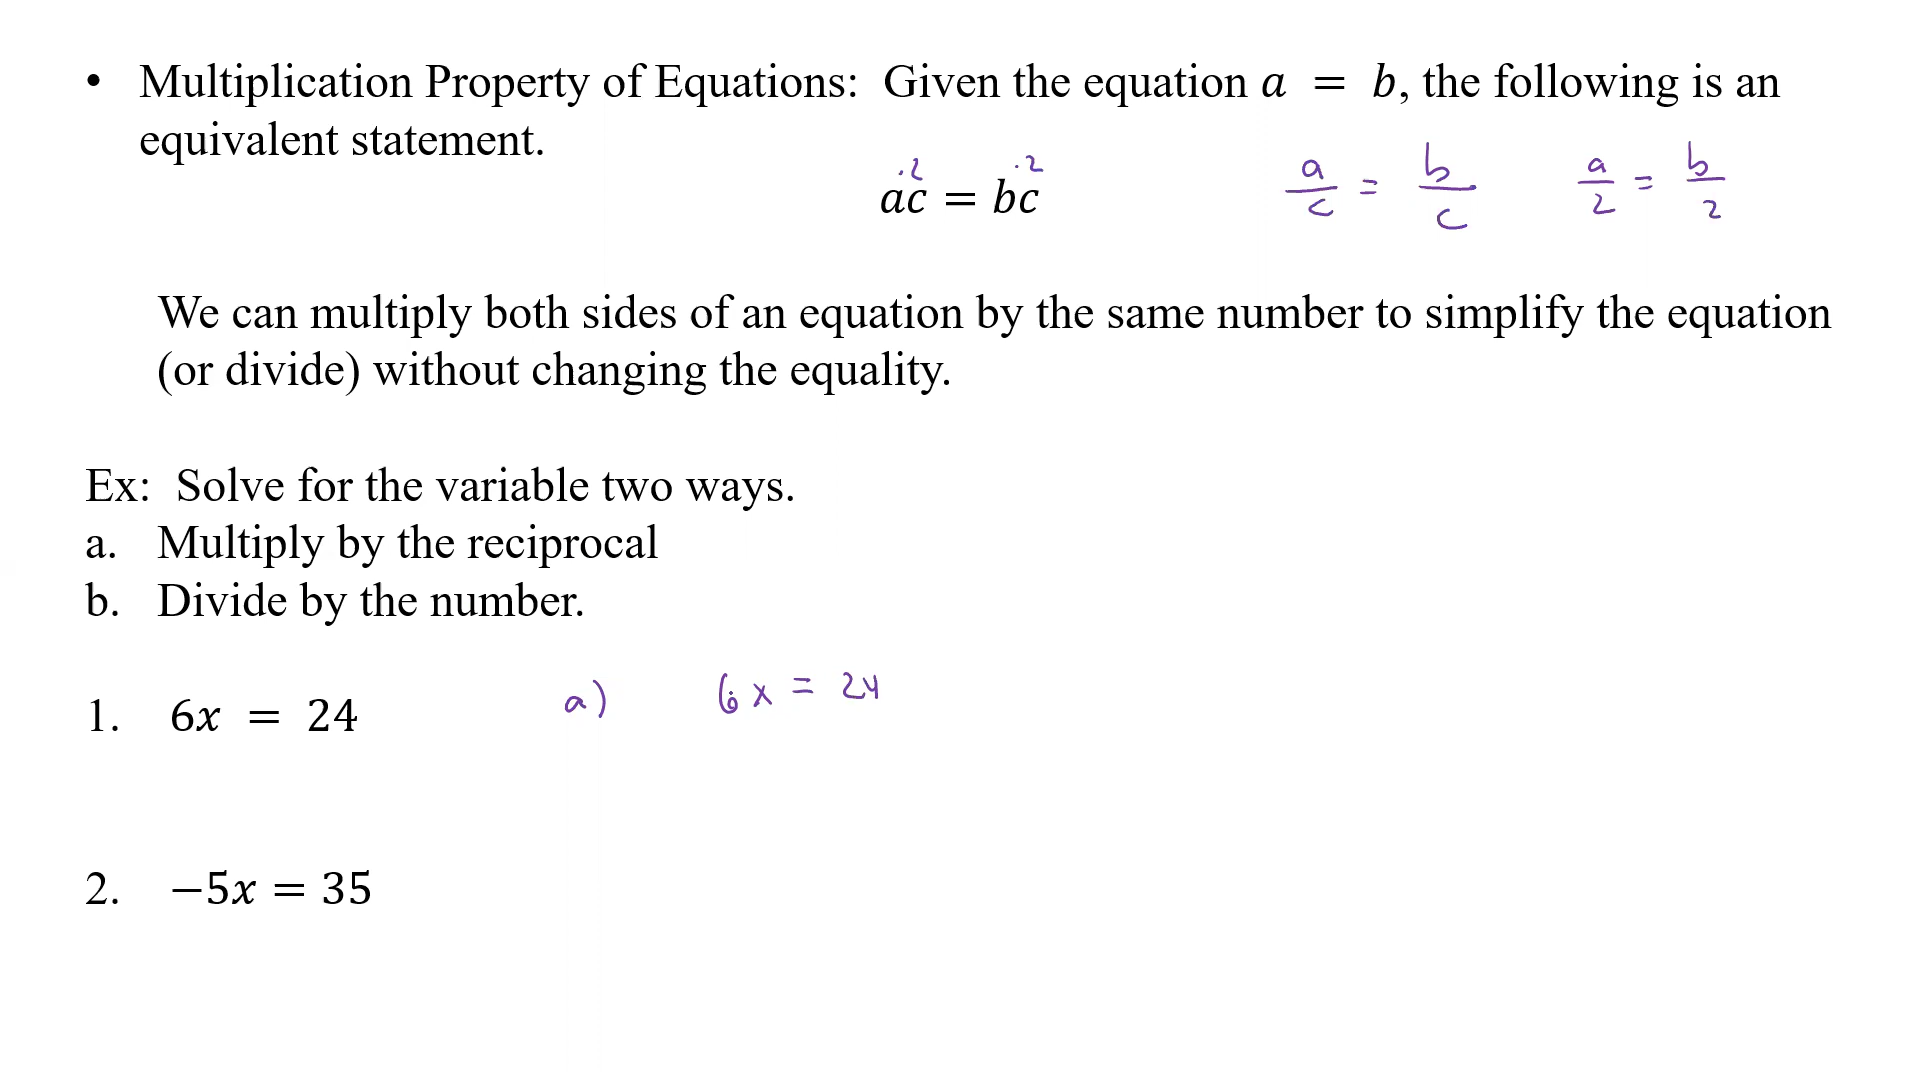 • Multiplication Property of Equations: Given the equation a = b, the following is an
equivalent statement.
·2 ·2
ac = bc
a/c = b/c a/2 = b/2
We can multiply both sides of an equation by the same number to simplify the equation
(or divide) without changing the equality.
Ex: Solve for the variable two ways.
a. Multiply by the reciprocal
b. Divide by the number.
1. 6x = 24
a) 6x = 24
2. −5x = 35